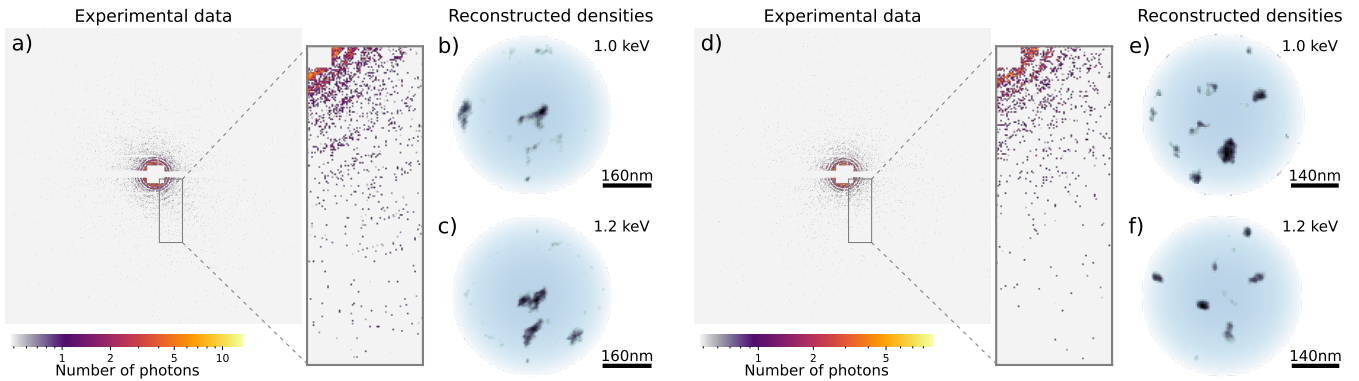 Experimental data
Reconstructed densities
a)
b)
1.0 keV
160nm
c)
1.2 keV
160nm
1
2
5
10
Number of photons
Experimental data
Reconstructed densities
d)
e)
1.0 keV
140nm
f)
1.2 keV
140nm
1
2
5
Number of photons